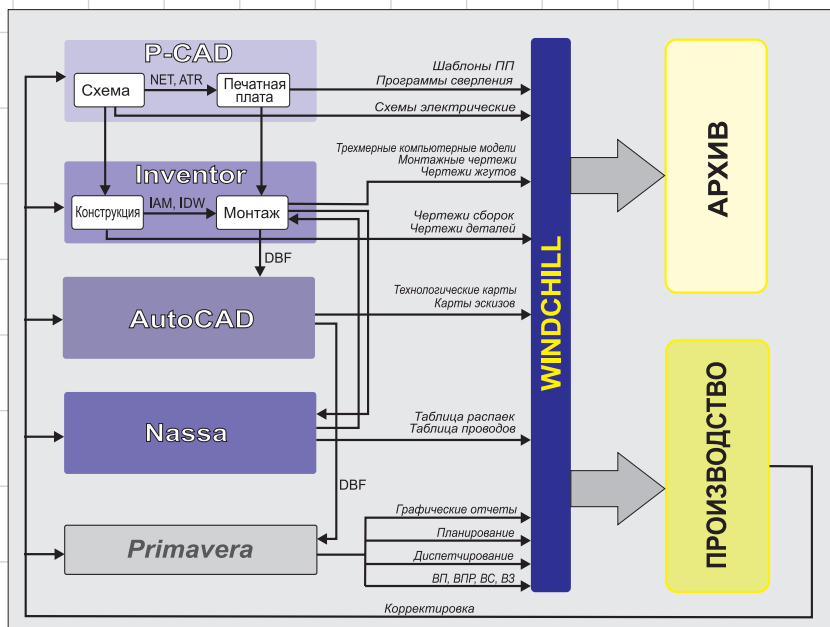 P-CAD
Схема
NET, ATR
Печатная
плата
Шаблоны ПП
Программы сверления
Схемы электрические
Inventor
Конструкция
IAM, IDW
Монтаж
Трехмерные компьютерные модели
Монтажные чертежи
Чертежи жгутов
Чертежи сборок
Чертежи деталей
DBF
AutoCAD
Технологические карты
Карты эскизов
Nassa
Таблица распаек
Таблица проводов
DBF
Primavera
Графические отчеты
Планирование
Диспетчирование
ВП, ВПР, ВС, ВЗ
Корректировка
WINDCHILL
АРХИВ
ПРОИЗВОДСТВО